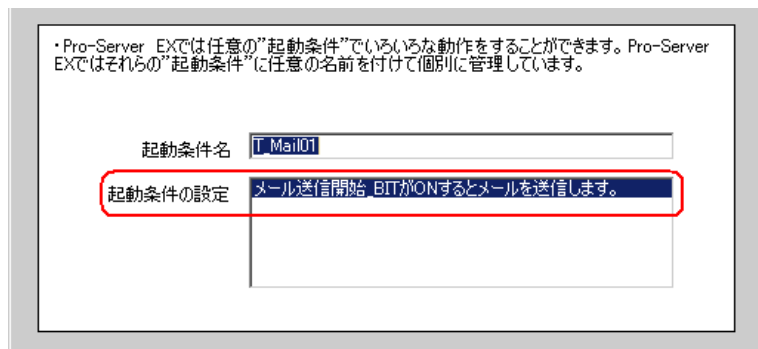 ・Pro-Server EXでは任意の”起動条件”でいろいろな動作をすることができます。Pro-Server
EXではそれらの”起動条件”に任意の名前を付けて個別に管理しています。
起動条件名 T_Mail01
起動条件の設定 メール送信開始_BITがONするとメールを送信します。